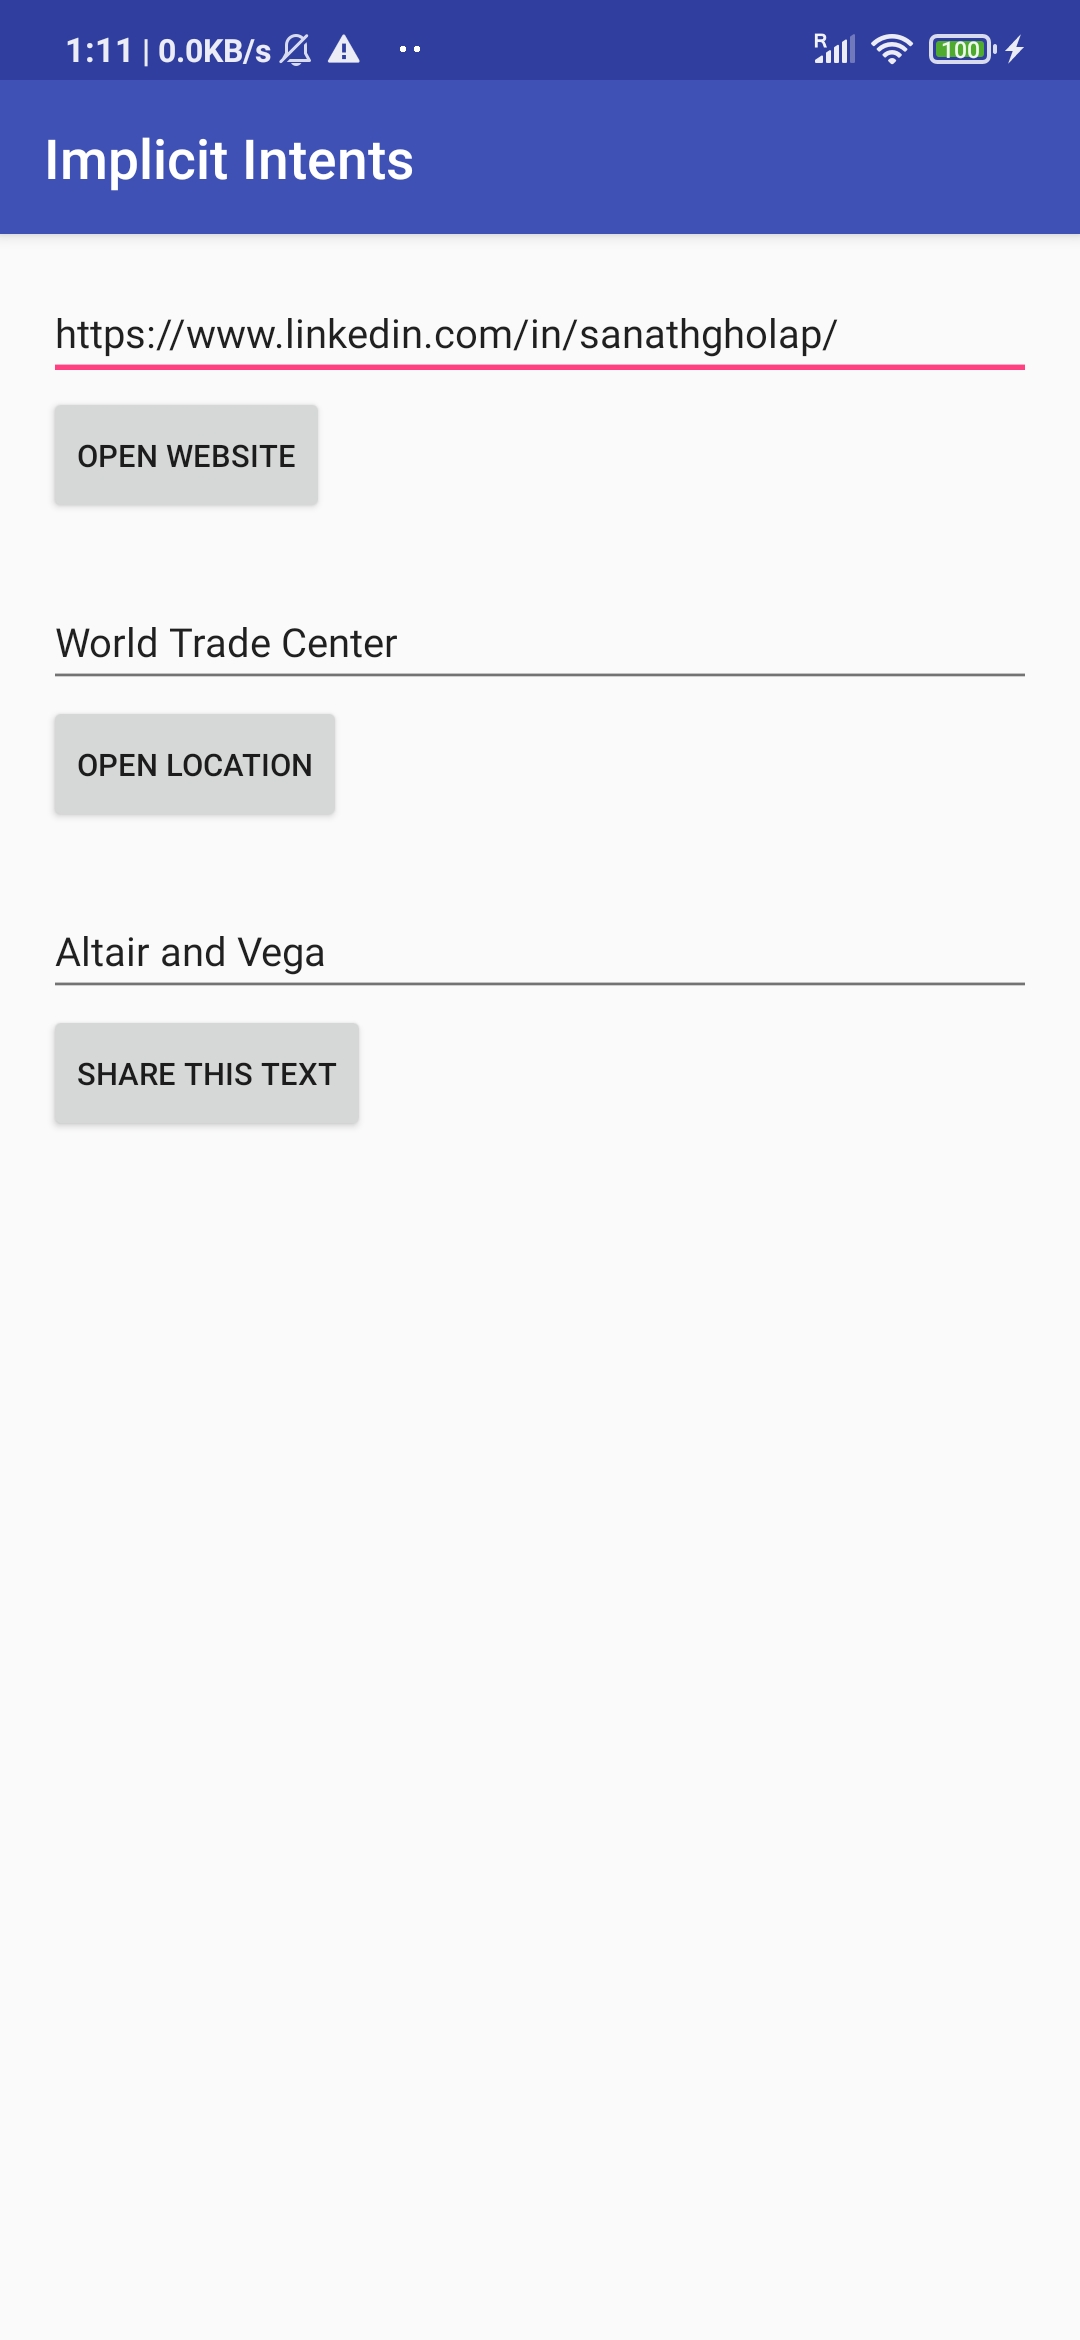 1:11 | 0.0KB/s R 100
Implicit Intents
https://www.linkedin.com/in/sanathgholap/
OPEN WEBSITE
World Trade Center
OPEN LOCATION
Altair and Vega
SHARE THIS TEXT